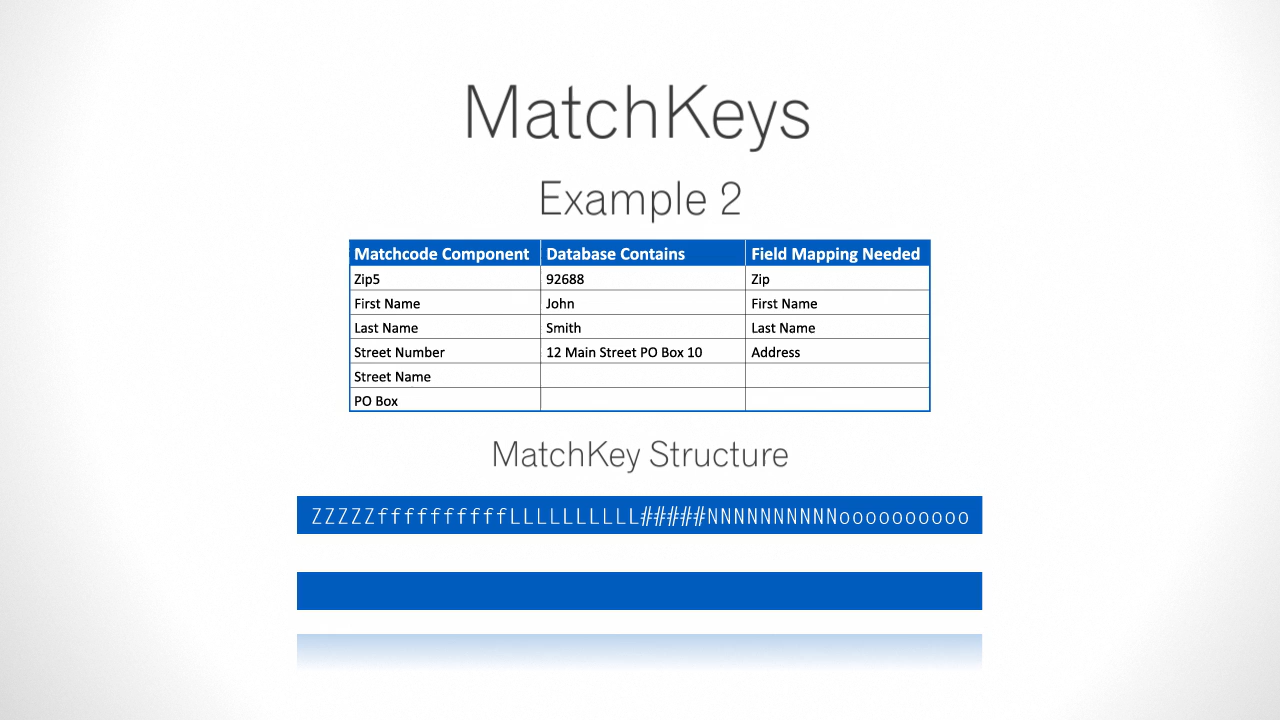 MatchKeys
Example 2
Matchcode Component Database Contains Field Mapping Needed
Zip5 92688 Zip
First Name John First Name
Last Name Smith Last Name
Street Number 12 Main Street PO Box 10 Address
Street Name
PO Box
MatchKey Structure
ZZZZZffffffffffLLLLLLLLLL#####NNNNNNNNNNoooooooooo